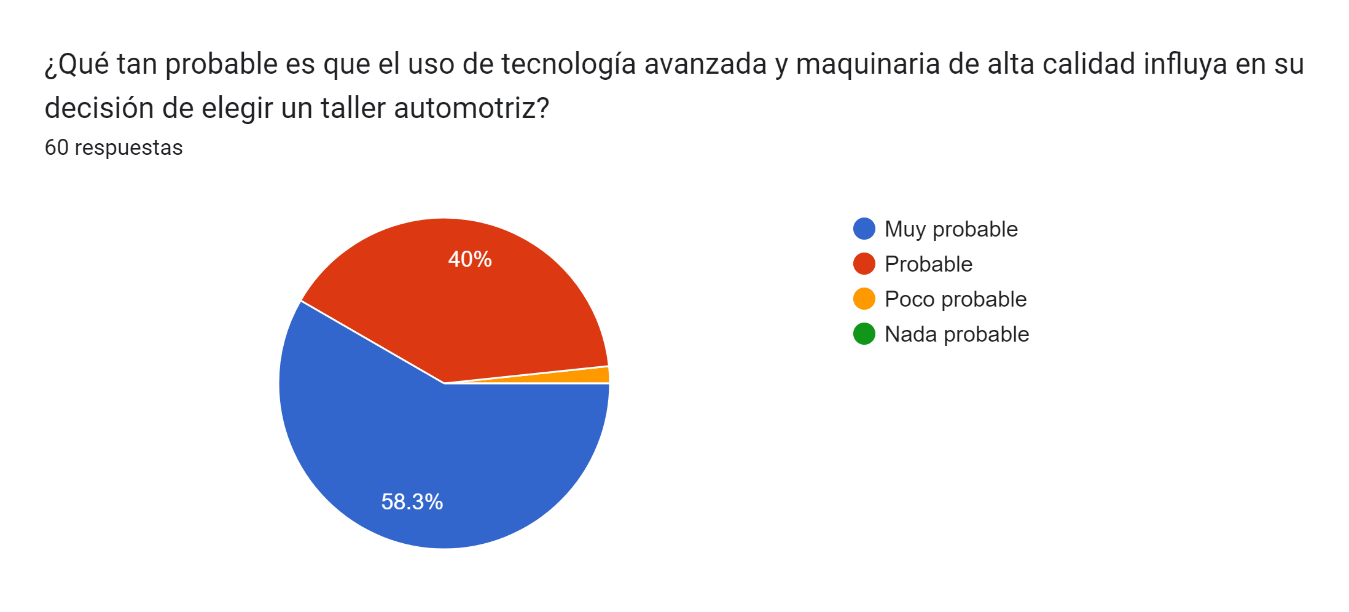 ¿Qué tan probable es que el uso de tecnología avanzada y maquinaria de alta calidad influya en su
decisión de elegir un taller automotriz?
60 respuestas
40%
58.3%
Muy probable
Probable
Poco probable
Nada probable